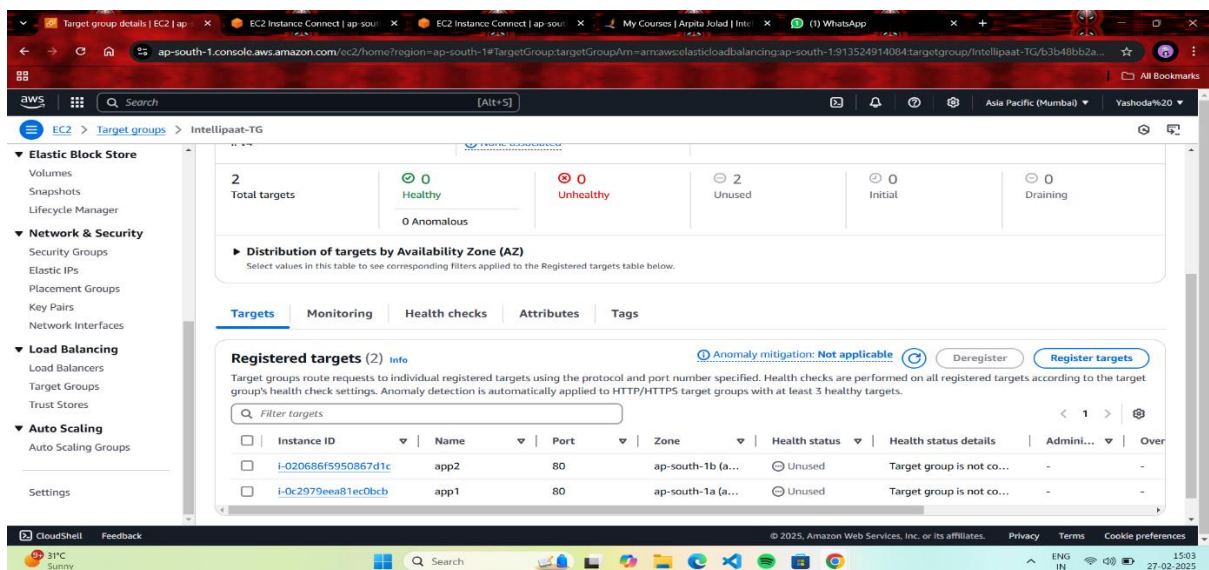 Target group details | EC2 | ap-s
EC2 Instance Connect | ap-sout
EC2 Instance Connect | ap-sout
My Courses | Arpita Jolad | Intel
(1) WhatsApp
ap-south-1.console.aws.amazon.com/ec2/home?region=ap-south-1#TargetGroup:targetGroupArn=arn:aws:elasticloadbalancing:ap-south-1:913524914084:targetgroup/Intellipaat-TG/b3b48bb2a...
All Bookmarks
aws
Search
[Alt+S]
Asia Pacific (Mumbai)
Yashoda%20
EC2 > Target groups > Intellipaat-TG
Elastic Block Store
Volumes
Snapshots
Lifecycle Manager
Network & Security
Security Groups
Elastic IPs
Placement Groups
Key Pairs
Network Interfaces
Load Balancing
Load Balancers
Target Groups
Trust Stores
Auto Scaling
Auto Scaling Groups
Settings
None associated
2
Total targets
0
Healthy
0 Anomalous
0
Unhealthy
2
Unused
0
Initial
0
Draining
Distribution of targets by Availability Zone (AZ)
Select values in this table to see corresponding filters applied to the Registered targets table below.
Targets Monitoring Health checks Attributes Tags
Registered targets (2) Info
Anomaly mitigation: Not applicable
Deregister
Register targets
Target groups route requests to individual registered targets using the protocol and port number specified. Health checks are performed on all registered targets according to the target
group's health check settings. Anomaly detection is automatically applied to HTTP/HTTPS target groups with at least 3 healthy targets.
Filter targets
1
Instance ID Name Port Zone Health status Health status details Admini... Over
i-020686f5950867d1c app2 80 ap-south-1b (a... Unused Target group is not co... - -
i-0c2979eea81ec0bcb app1 80 ap-south-1a (a... Unused Target group is not co... - -
CloudShell Feedback
© 2025, Amazon Web Services, Inc. or its affiliates. Privacy Terms Cookie preferences
9+
31°C
Sunny
Search
ENG
IN
15:03
27-02-2025